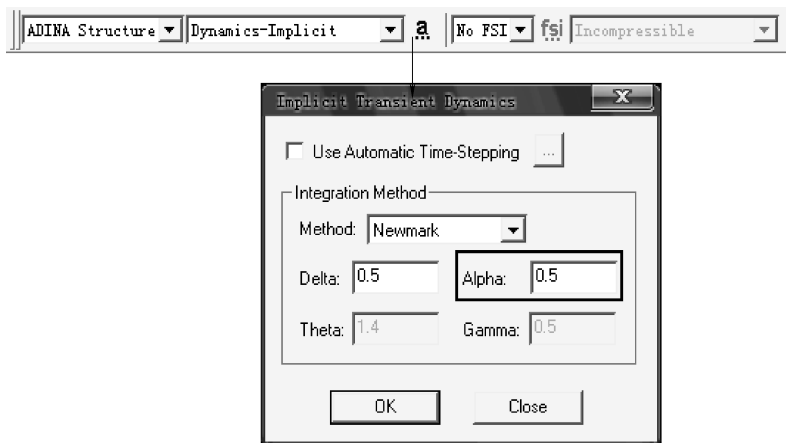 ADINA Structure Dynamics-Implicit a No FSI fsi Incompressible
Implicit Transient Dynamics
Use Automatic Time-Stepping ...
Integration Method
Method: Newmark
Delta: 0.5 Alpha: 0.5
Theta: 1.4 Gamma: 0.5
OK Close